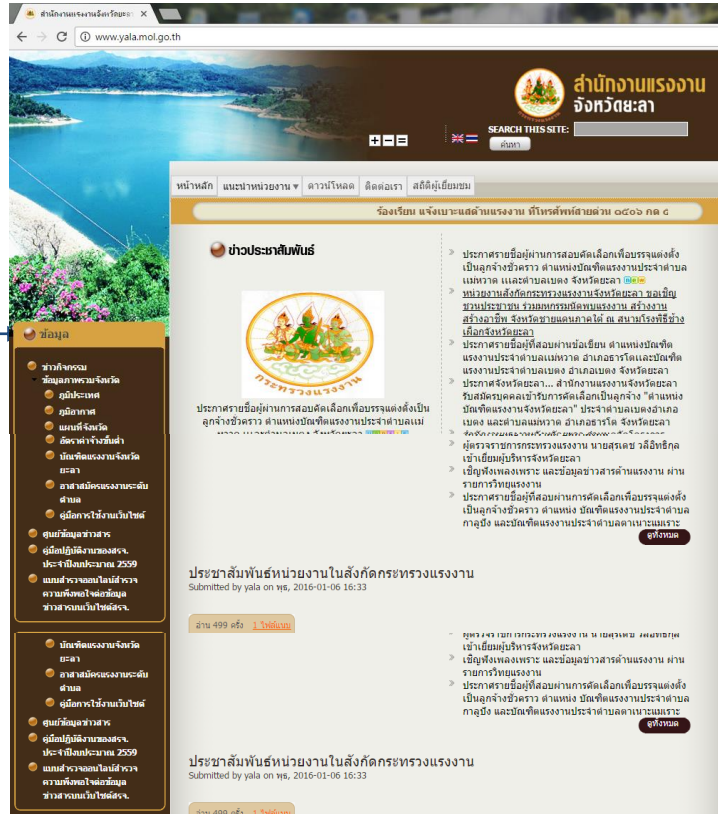 สำนักงานแรงงานจังหวัดยะลา
www.yala.mol.go.th
สำนักงานแรงงาน
จังหวัดยะลา
SEARCH THIS SITE:
ค้นหา
หน้าหลัก แนะนำหน่วยงาน ดาวน์โหลด ติดต่อเรา สถิติผู้เยี่ยมชม
ร้องเรียน แจ้งเบาะแสด้านแรงงาน ที่โทรศัพท์สายด่วน ๑๕๐๖ กด ๕
ข้อมูล
ข่าวกิจกรรม
ข้อมูลภาพรวมจังหวัด
ภูมิประเทศ
ภูมิอากาศ
แผนที่จังหวัด
อัตราค่าจ้างขั้นต่ำ
บัณฑิตแรงงานจังหวัด
ยะลา
อาสาสมัครแรงงานระดับ
ตำบล
คู่มือการใช้งานเว็บไซต์
ศูนย์ข้อมูลข่าวสาร
คู่มือปฏิบัติงานของสรจ.
ประจำปีงบประมาณ 2559
แบบสำรวจออนไลน์สำรวจ
ความพึงพอใจต่อข้อมูล
ข่าวสารบนเว็บไซต์สรจ.
บัณฑิตแรงงานจังหวัด
ยะลา
อาสาสมัครแรงงานระดับ
ตำบล
คู่มือการใช้งานเว็บไซต์
ศูนย์ข้อมูลข่าวสาร
คู่มือปฏิบัติงานของสรจ.
ประจำปีงบประมาณ 2559
แบบสำรวจออนไลน์สำรวจ
ความพึงพอใจต่อข้อมูล
ข่าวสารบนเว็บไซต์สรจ.
ข่าวประชาสัมพันธ์
กระทรวงแรงงาน
ประกาศรายชื่อผู้ผ่านการสอบคัดเลือกเพื่อบรรจุแต่งตั้งเป็น
ลูกจ้างชั่วคราว ตำแหน่งบัณฑิตแรงงานประจำตำบลแม่
หวาด และตำบลเบตง จังหวัดยะลา
ประกาศรายชื่อผู้ผ่านการสอบคัดเลือกเพื่อบรรจุแต่งตั้ง
เป็นลูกจ้างชั่วคราว ตำแหน่งบัณฑิตแรงงานประจำตำบล
แม่หวาด และตำบลเบตง จังหวัดยะลา
หน่วยงานสังกัดกระทรวงแรงงานจังหวัดยะลา ขอเชิญ
ชวนประชาชน ร่วมมหกรรมนัดพบแรงงาน สร้างงาน
สร้างอาชีพ จังหวัดชายแดนภาคใต้ ณ สนามโรงพิธีช้าง
เผือกจังหวัดยะลา
ประกาศรายชื่อผู้ที่สอบผ่านข้อเขียน ตำแหน่งบัณฑิต
แรงงานประจำตำบลแม่หวาด อำเภอธารโตและบัณฑิต
แรงงานประจำตำบลเบตง อำเภอเบตง จังหวัดยะลา
ประกาศจังหวัดยะลา... สำนักงานแรงงานจังหวัดยะลา
รับสมัครบุคคลเข้ารับการคัดเลือกเป็นลูกจ้าง "ตำแหน่ง
บัณฑิตแรงงานจังหวัดยะลา" ประจำตำบลเบตงอำเภอ
เบตง และตำบลแม่หวาด อำเภอธารโต จังหวัดยะลา
ผู้ตรวจราชการกระทรวงแรงงาน นายสุรเดช วลีอิทธิกุล
เข้าเยี่ยมผู้บริหารจังหวัดยะลา
เชิญฟังเพลงเพราะ และข้อมูลข่าวสารด้านแรงงาน ผ่าน
รายการวิทยุแรงงาน
ประกาศรายชื่อผู้ที่สอบผ่านการคัดเลือกเพื่อบรรจุแต่งตั้ง
เป็นลูกจ้างชั่วคราว ตำแหน่งบัณฑิตแรงงานประจำตำบล
กาลูปัง และบัณฑิตแรงงานประจำตำบลตาเนาะแมเราะ
ดูทั้งหมด
ประชาสัมพันธ์หน่วยงานในสังกัดกระทรวงแรงงาน
Submitted by yala on พุธ, 2016-01-06 16:33
อ่าน 499 ครั้ง 1 ไฟล์แนบ
ผู้ตรวจราชการกระทรวงแรงงาน นายสุรเดช วลีอิทธิกุล
เข้าเยี่ยมผู้บริหารจังหวัดยะลา
เชิญฟังเพลงเพราะ และข้อมูลข่าวสารด้านแรงงาน ผ่าน
รายการวิทยุแรงงาน
ประกาศรายชื่อผู้ที่สอบผ่านการคัดเลือกเพื่อบรรจุแต่งตั้ง
เป็นลูกจ้างชั่วคราว ตำแหน่งบัณฑิตแรงงานประจำตำบล
กาลูปัง และบัณฑิตแรงงานประจำตำบลตาเนาะแมเราะ
ดูทั้งหมด
ประชาสัมพันธ์หน่วยงานในสังกัดกระทรวงแรงงาน
Submitted by yala on พุธ, 2016-01-06 16:33
อ่าน 499 ครั้ง 1 ไฟล์แนบ